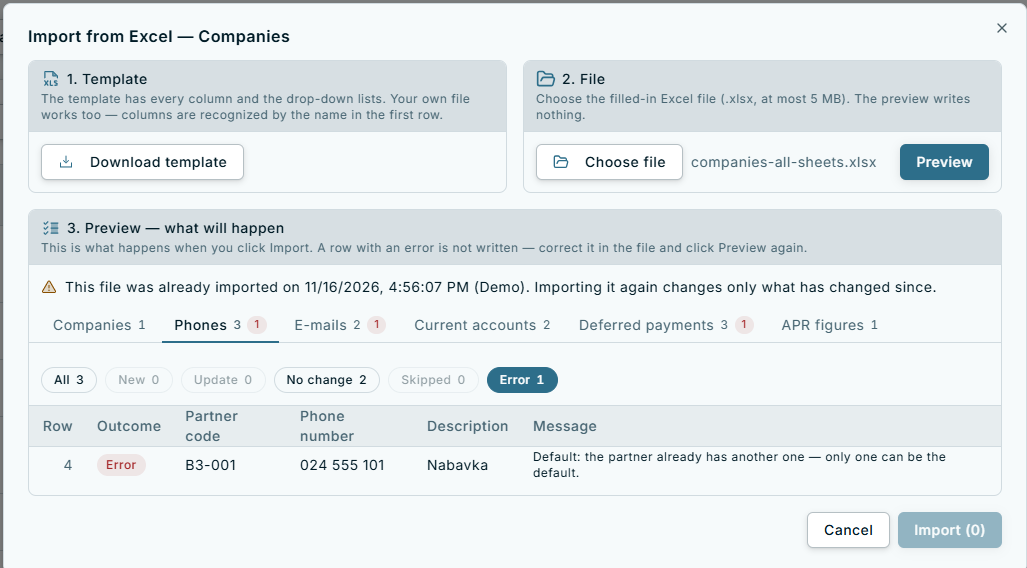 Import from Excel — Companies
1. Template
The template has every column and the drop-down lists. Your own file
works too — columns are recognized by the name in the first row.
Download template
2. File
Choose the filled-in Excel file (.xlsx, at most 5 MB). The preview writes
nothing.
Choose file
companies-all-sheets.xlsx
Preview
3. Preview — what will happen
This is what happens when you click Import. A row with an error is not written — correct it in the file and click Preview again.
This file was already imported on 11/16/2026, 4:56:07 PM (Demo). Importing it again changes only what has changed since.
Companies 1 Phones 3 1 E-mails 2 1 Current accounts 2 Deferred payments 3 1 APR figures 1
All 3 New 0 Update 0 No change 2 Skipped 0 Error 1
Row Outcome Partner code Phone number Description Message
4 Error B3-001 024 555 101 Nabavka Default: the partner already has another one — only one can be the
default.
Cancel Import (0)